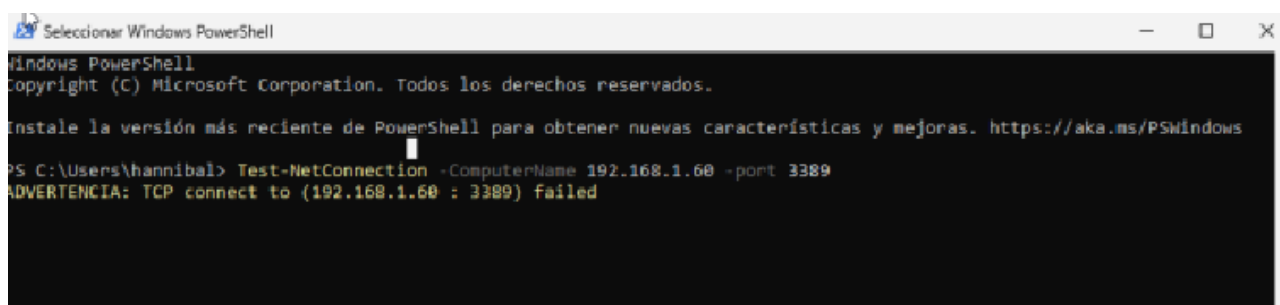 Seleccionar Windows PowerShell
Windows PowerShell
Copyright (C) Microsoft Corporation. Todos los derechos reservados.
Instale la versión más reciente de PowerShell para obtener nuevas características y mejoras. https://aka.ms/PSWindows
PS C:\Users\hannibal> Test-NetConnection -ComputerName 192.168.1.60 -port 3389
ADVERTENCIA: TCP connect to (192.168.1.60 : 3389) failed